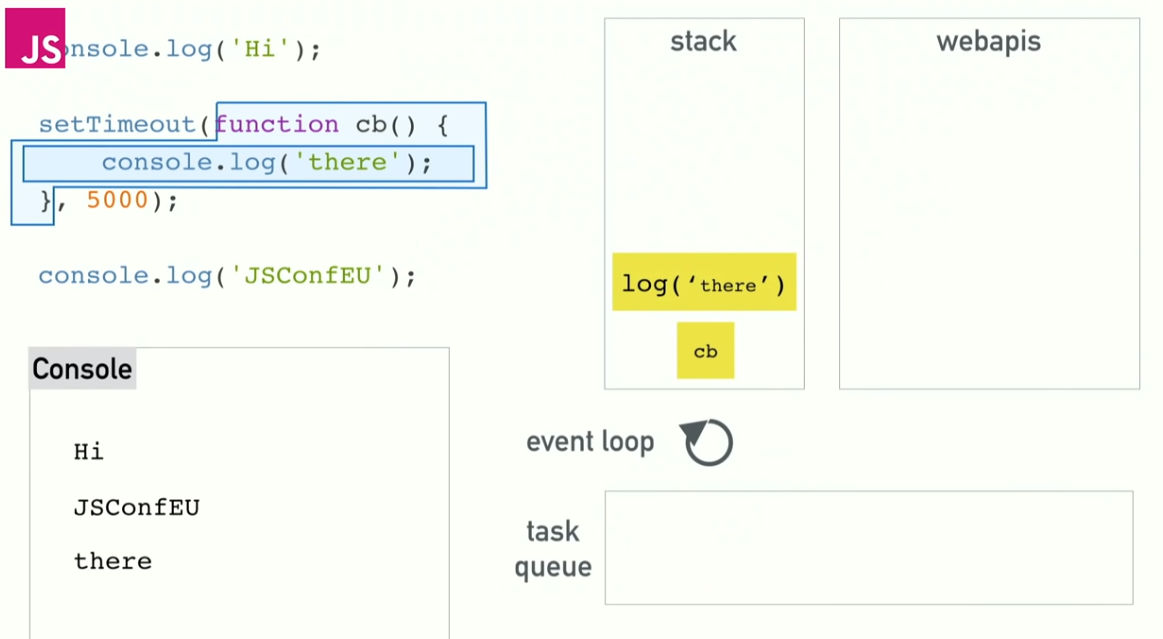 JS
onsole.log('Hi');
setTimeout(function cb() {
console.log('there');
}, 5000);
console.log('JSConfEU');
Console
Hi
JSConfEU
there
stack
log(‘there’)
cb
webapis
event loop
task
queue